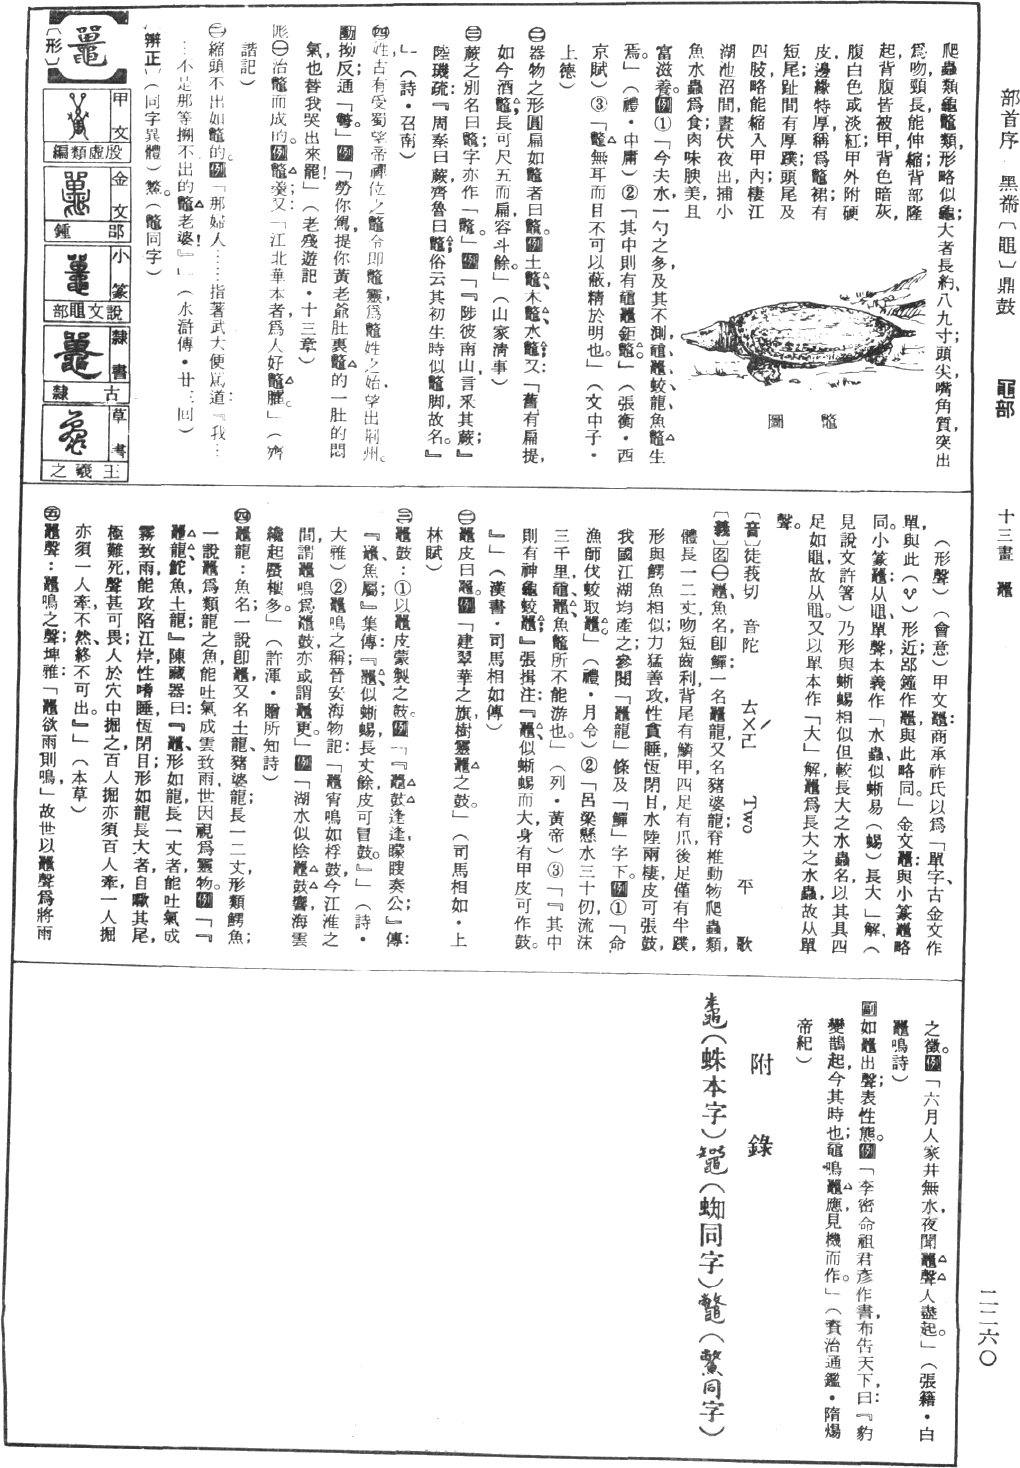 部首序 黑黹〔黽〕鼎鼓
黽部
十三畫 鼉
二二六〇
爬蟲類龜鼈類，形略似龜；大者長約八九寸；頭尖嘴角質，突出
爲吻頸長，能伸縮；背部隆
起，背腹皆被甲，背色暗灰，
腹白色或淡紅；甲外附硬
皮，邊緣特厚，稱爲鼈裙；有
短尾；趾間有厚蹼；頭尾及
四肢略能縮入甲內；棲江
湖池沼間，晝伏夜出，捕小
魚水蟲爲食；肉味腴美且
富滋養。例①「今夫水，一勺之多，及其不測，黿鼉蛟龍魚鼈生
焉。」（禮・中庸）②「其中則有黿鼉鉅鼈。」（張衡・西
京賦）③「鼈無耳而目不可以蔽，精於明也。」（文中子・
上德）
鼈圖
㊁器物之形圓扁如鼈者曰鼈。例土鼈、木鼈、水鼈；又：「舊有扁提，
如今酒鼈，長可尺五而扁，容斗餘。」（山家清事）
㊂蕨之別名曰鼈，字亦作「虌」。例「『陟彼南山，言采其蕨』；
陸璣疏：『周秦曰蕨，齊魯曰鼈；俗云其初生時似鼈脚，故名。』
」（詩・召南）
㊃姓，古有受蜀望帝禪位之鼈令，即鼈靈，爲鼈姓之始，望出荆州。
動拗反；通「彆」。例「勞你駕，提你黃老爺肚裏鼈的一肚的悶
氣，也替我哭出來罷！」（老殘遊記・十三章）
形㊀治鼈而成的。例鼈羹；又：「江北華本者，爲人好鼈臛。」（齊
諧記）
㊁縮頭不出如鼈的。例「那婦人……指著武大便罵道：『我…
…不是那等搠不出的鼈老婆！』」（水滸傳・廿三回）
〔辨正〕（同字異體）鱉。（鼈同字）
〔形〕鼉
甲文 殷虛類編
金文 郘鍾
小篆 說文黽部
隸書 古隸
草書 王羲之
（形聲）（會意）甲文鼉：商承祚氏以爲「單字古金文作
單，與此（）形近；郘鐘作鼉，與此略同。」金文鼉：與小篆鼉略
同。小篆鼉：从黽，單聲，本義作「水蟲、似蜥易（蜴）長大」解，（
見說文許箸）乃形與蜥蜴相似但較長大之水蟲名；以其具四
足如黽，故从黽。又以單本作「大」解，鼉爲長大之水蟲，故从單
聲。
〔音〕徒我切 音陀 ㄊㄨㄛˊ Two 平 歌
〔義〕名㊀鼉，魚名，即鱓，一名鼉龍，又名豬婆龍；脊椎動物爬蟲類，
體長一二丈，吻短齒利，背尾有鱗甲，四足有爪，後足僅有半蹼，
形與鱷魚相似；力猛善攻，性貪睡，恆閉目；水陸兩棲，皮可張鼓，
我國江湖均產之；參閱「鼉龍」條及「鱓」字下。例①「命
漁師伐蛟取鼉。」（禮・月令）②「呂梁懸水三十仞，流沫
三千里，黿鼉魚鼈所不能游也。」（列・黃帝）③「『其中
則有神龜蛟鼉』；張揖注：『鼉似蜥蜴而大，身有甲，皮可作鼓。
』」（漢書・司馬相如傳）
㊁鼉皮曰鼉。例「建翠華之旗，樹靈鼉之鼓。」（司馬相如・上
林賦）
㊂鼉鼓：①以鼉皮蒙製之鼓。例「『鼉鼓逢逢，矇瞍奏公』；傳：
『鼉，魚屬』；集傳：『鼉似蜥蜴，長丈餘，皮可冒鼓。』」（詩・
大雅）②鼉鳴之稱；晉安海物記：「鼉宵鳴如桴鼓，今江淮之
間，謂鼉鳴爲鼉鼓，亦或謂鼉更。」例「湖水似陰鼉鼓響，海雲
纔起蜃樓多。」（許渾・贈所知詩）
㊃鼉龍：魚名；一說即鼉，又名土龍、豬婆龍；長一二丈，形類鱷魚；
一說鼉爲類龍之魚，能吐氣成雲致雨，世因視爲靈物。例「『
鼉龍、鮀魚、土龍』；陳藏器曰：『鼉形如龍，長一丈者，能吐氣成
霧致雨，能攻陷江岸；性嗜睡，恆閉目；形如龍，長大者，自嚙其尾，
極難死，聲甚可畏；人於穴中掘之，百人掘亦須百人牽，一人掘
亦須一人牽；不然，終不可出。』」（本草）
㊄鼉聲：鼉鳴之聲；埤雅：「鼉欲雨則鳴」，故世以鼉聲爲將雨
之徵。例「六月人家井無水，夜聞鼉聲人盡起。」（張籍・白
鼉鳴詩）
副如鼉出聲；表性態。例「李密命祖君彥作書布告天下曰：『豹
變鵲起，今其時也；黿鳴鼉應，見機而作。」（資治通鑑・隋煬
帝紀）
附錄
鼄（蛛本字）鼅（蜘同字）鼈（鱉同字）